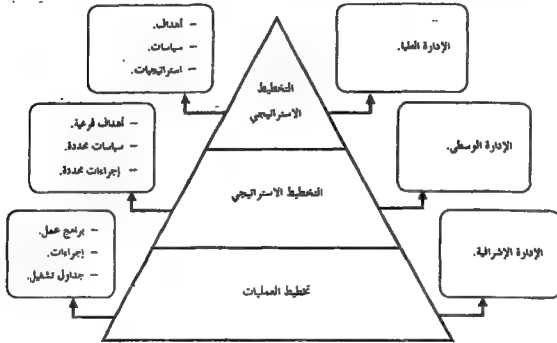 الإدارة العليا.
– أهداف.
– سياسات.
– استراتيجيات.
التخطيط
الاستراتيجي
الإدارة الوسطى.
– أهداف فرعية.
– سياسات محددة.
– إجراءات محددة.
التخطيط الاستراتيجي
الإدارة الإشرافية.
– برامج عمل.
– إجراءات.
– جداول تشغيل.
تخطيط العمليات